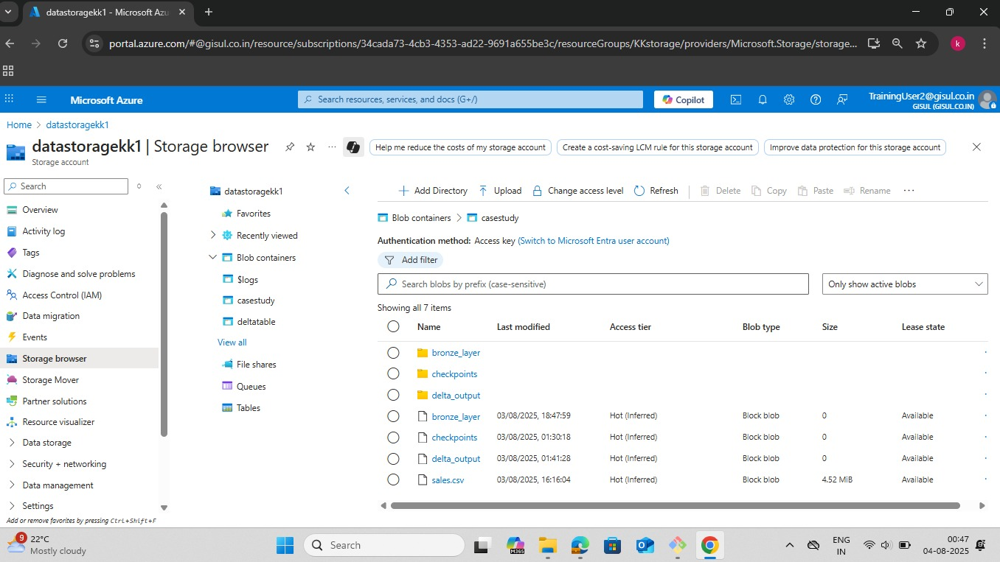 datastoragekk1 - Microsoft Azu
portal.azure.com/#@gisul.co.in/resource/subscriptions/34cada73-4cb3-4353-ad22-9691a655be3c/resourceGroups/KKstorage/providers/Microsoft.Storage/storage...
k
Microsoft Azure
Search resources, services, and docs (G+/)
Copilot
TrainingUser2@gisul.co.in
GISUL (GISUL.CO.IN)
Home > datastoragekk1
datastoragekk1 | Storage browser
Storage account
Help me reduce the costs of my storage account
Create a cost-saving LCM rule for this storage account
Improve data protection for this storage account
Search
Overview
Activity log
Tags
Diagnose and solve problems
Access Control (IAM)
Data migration
Events
Storage browser
Storage Mover
Partner solutions
Resource visualizer
Data storage
Security + networking
Data management
Settings
Add or remove favorites by pressing Ctrl+Shift+F
datastoragekk1
Favorites
Recently viewed
Blob containers
$logs
casestudy
deltatable
View all
File shares
Queues
Tables
Add Directory Upload Change access level Refresh Delete Copy Paste Rename
Blob containers > casestudy
Authentication method: Access key (Switch to Microsoft Entra user account)
Add filter
Search blobs by prefix (case-sensitive)
Only show active blobs
Showing all 7 items
Name Last modified Access tier Blob type Size Lease state
bronze_layer
checkpoints
delta_output
bronze_layer 03/08/2025, 18:47:59 Hot (Inferred) Block blob 0 Available
checkpoints 03/08/2025, 01:30:18 Hot (Inferred) Block blob 0 Available
delta_output 03/08/2025, 01:41:28 Hot (Inferred) Block blob 0 Available
sales.csv 03/08/2025, 16:16:04 Hot (Inferred) Block blob 4.52 MiB Available
9
22°C
Mostly cloudy
Search
M365
ENG
IN
00:47
04-08-2025